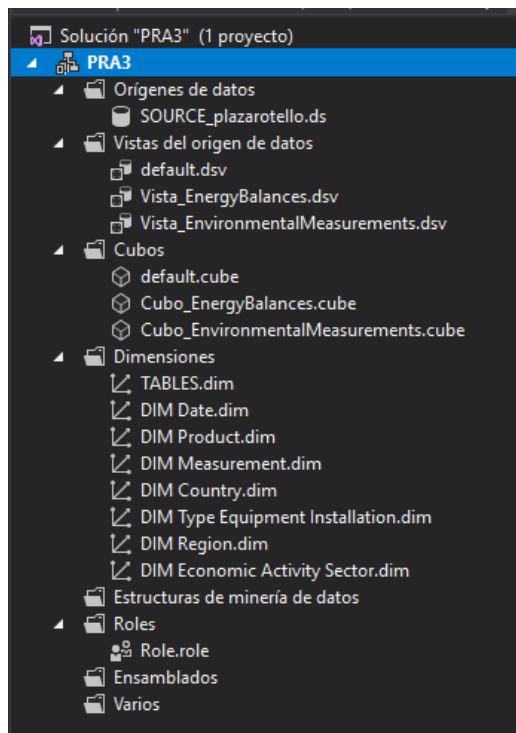 Solución "PRA3" (1 proyecto)
PRA3
Orígenes de datos
SOURCE_plazarotello.ds
Vistas del origen de datos
default.dsv
Vista_EnergyBalances.dsv
Vista_EnvironmentalMeasurements.dsv
Cubos
default.cube
Cubo_EnergyBalances.cube
Cubo_EnvironmentalMeasurements.cube
Dimensiones
TABLES.dim
DIM Date.dim
DIM Product.dim
DIM Measurement.dim
DIM Country.dim
DIM Type Equipment Installation.dim
DIM Region.dim
DIM Economic Activity Sector.dim
Estructuras de minería de datos
Roles
Role.role
Ensamblados
Varios